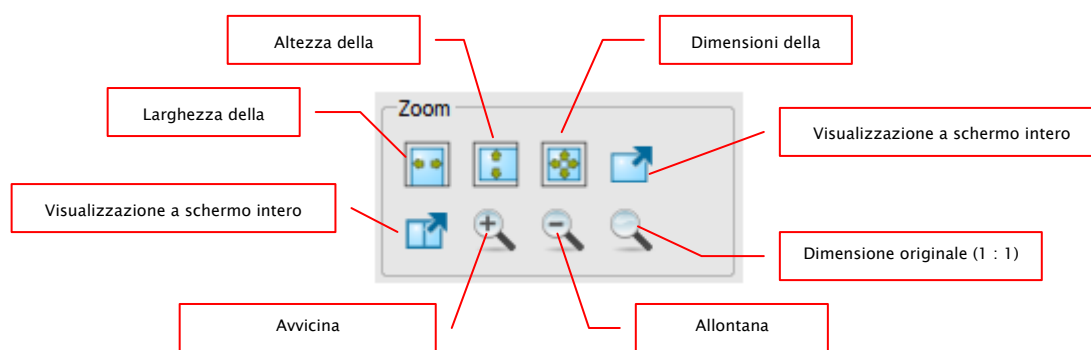 Altezza della
Dimensioni della
Larghezza della
Zoom
Visualizzazione a schermo intero
Visualizzazione a schermo intero
Dimensione originale (1 : 1)
Avvicina
Allontana